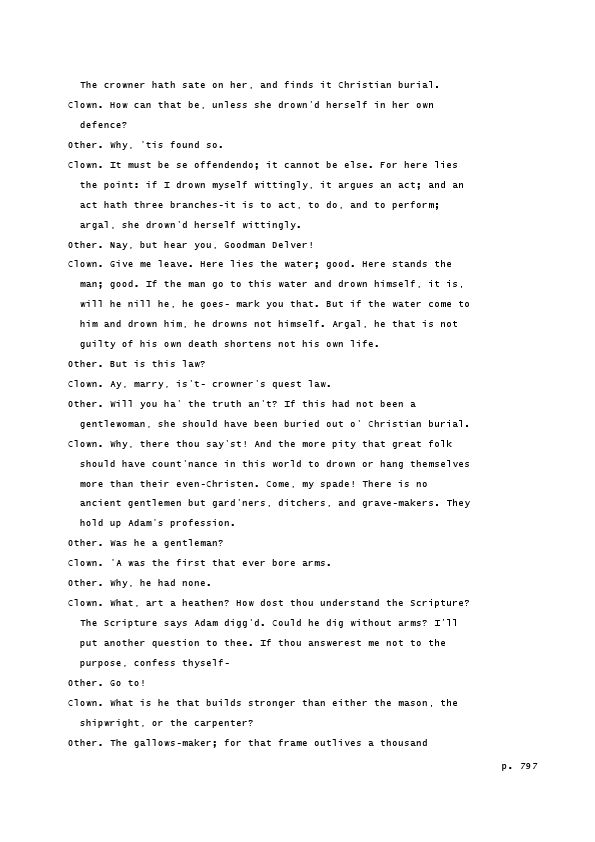 The crowner hath sate on her, and finds it Christian burial.
Clown. How can that be, unless she drown'd herself in her own
defence?
Other. Why, 'tis found so.
Clown. It must be se offendendo; it cannot be else. For here lies
the point: if I drown myself wittingly, it argues an act; and an
act hath three branches-it is to act, to do, and to perform;
argal, she drown'd herself wittingly.
Other. Nay, but hear you, Goodman Delver!
Clown. Give me leave. Here lies the water; good. Here stands the
man; good. If the man go to this water and drown himself, it is,
will he nill he, he goes- mark you that. But if the water come to
him and drown him, he drowns not himself. Argal, he that is not
guilty of his own death shortens not his own life.
Other. But is this law?
Clown. Ay, marry, is't- crowner's quest law.
Other. Will you ha' the truth an't? If this had not been a
gentlewoman, she should have been buried out o' Christian burial.
Clown. Why, there thou say'st! And the more pity that great folk
should have count'nance in this world to drown or hang themselves
more than their even-Christen. Come, my spade! There is no
ancient gentlemen but gard'ners, ditchers, and grave-makers. They
hold up Adam's profession.
Other. Was he a gentleman?
Clown. 'A was the first that ever bore arms.
Other. Why, he had none.
Clown. What, art a heathen? How dost thou understand the Scripture?
The Scripture says Adam digg'd. Could he dig without arms? I'll
put another question to thee. If thou answerest me not to the
purpose, confess thyself-
Other. Go to!
Clown. What is he that builds stronger than either the mason, the
shipwright, or the carpenter?
Other. The gallows-maker; for that frame outlives a thousand
p. 797